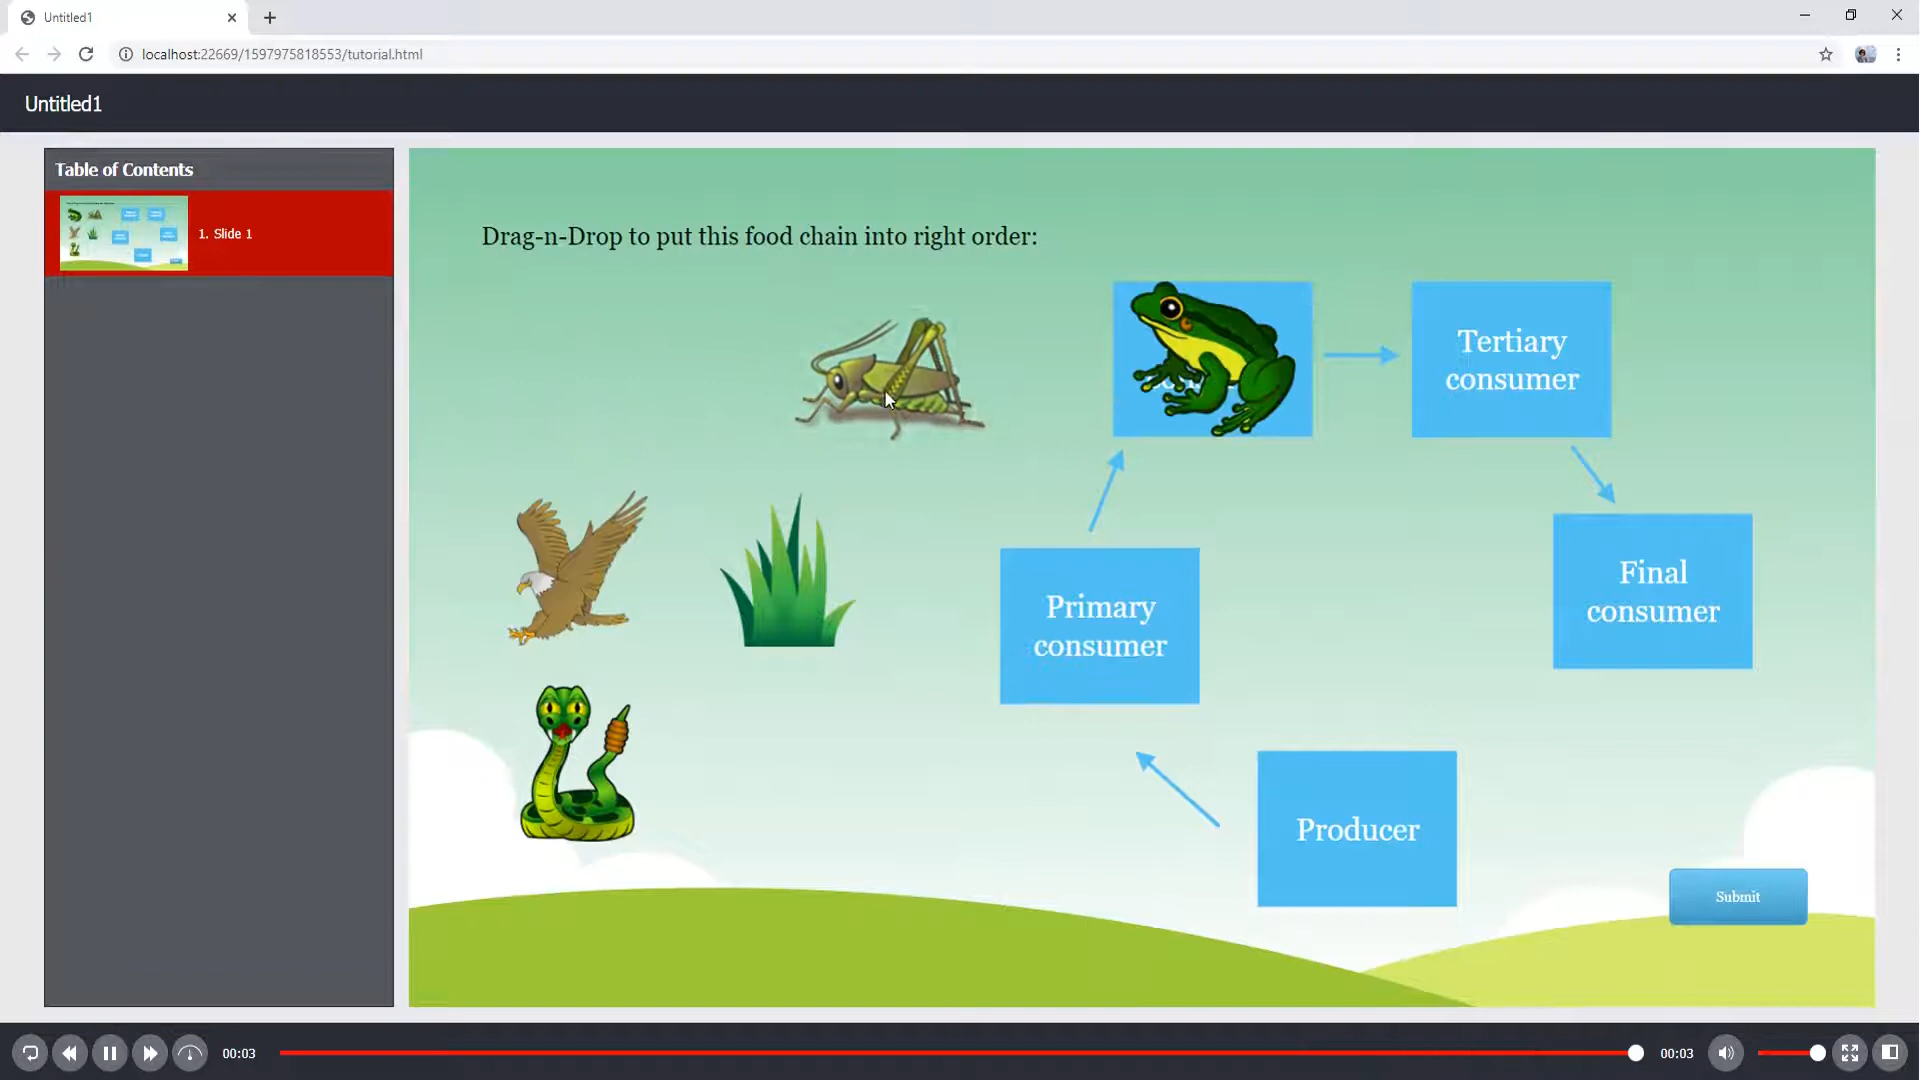 Untitled1
localhost:22669/1597975818553/tutorial.html
Untitled1
Table of Contents
1. Slide 1
Drag-n-Drop to put this food chain into right order:
Tertiary
consumer
Primary
consumer
Final
consumer
Producer
Submit
00:03
00:03